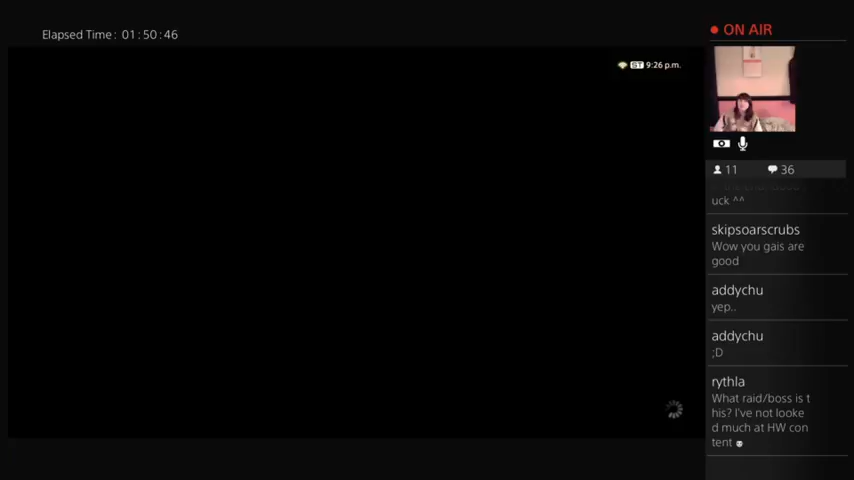 Elapsed Time: 01:50:46
ON AIR
ST 9:26 p.m.
11 36
uck ^^
skipsoarscrubs
Wow you gais are
good
addychu
yep..
addychu
;D
rythla
What raid/boss is t
his? I've not looke
d much at HW con
tent